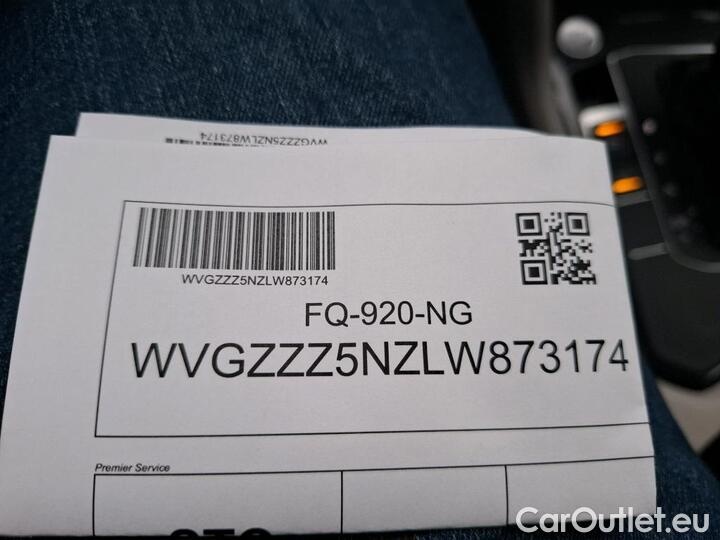 WVGZZZ5NZLW873174
WVGZZZ5NZLW873174
FQ-920-NG
WVGZZZ5NZLW873174
Premier Service
CarOutlet.eu